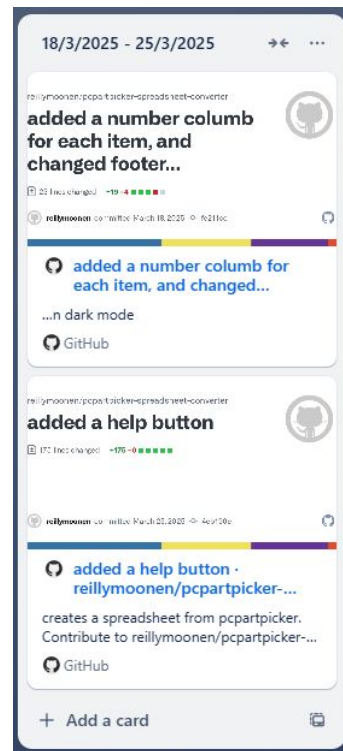 18/3/2025 - 25/3/2025
reillymoonen/pcpartpicker-spreadsheet-converter
added a number columb
for each item, and
changed footer...
23 lines changed +19 -4
reillymoonen committed March 18, 2025
added a number columb for
each item, and changed...
...n dark mode
GitHub
reillymoonen/pcpartpicker-spreadsheet-converter
added a help button
175 lines changed +175 -0
reillymoonen committed March 25, 2025
added a help button ·
reillymoonen/pcpartpicker-...
creates a spreadsheet from pcpartpicker.
Contribute to reillymoonen/pcpartpicker-...
GitHub
+ Add a card